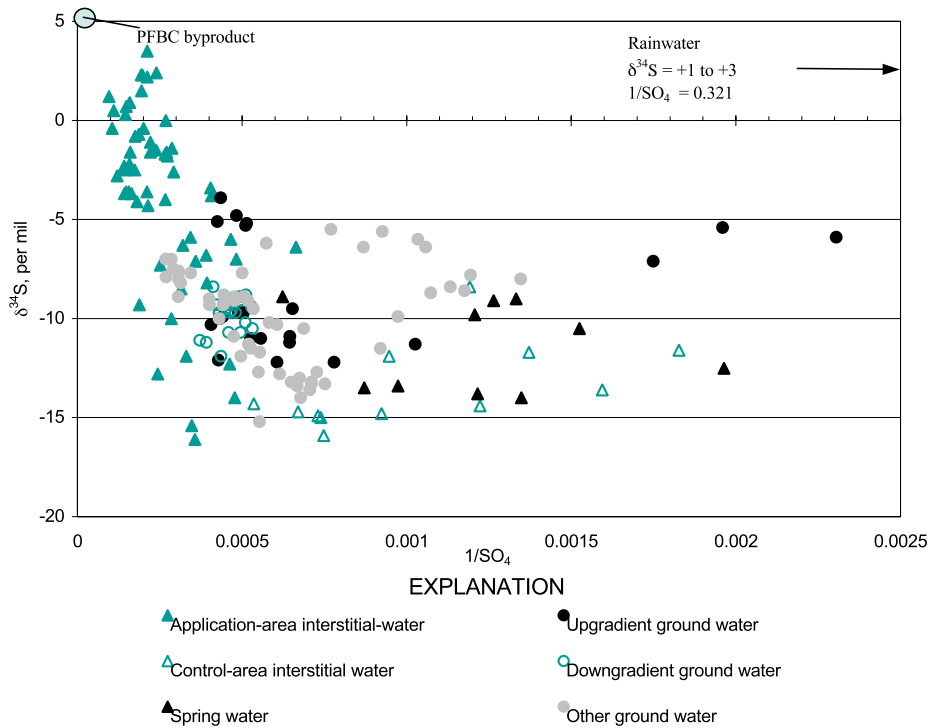 5
PFBC byproduct
Rainwater
δ³⁴S = +1 to +3
1/SO₄ = 0.321
0
-5
δ³⁴S, per mil
-10
-15
-20
0 0.0005 0.001 0.0015 0.002 0.0025
1/SO₄
EXPLANATION
Application-area interstitial-water
Upgradient ground water
Control-area interstitial water
Downgradient ground water
Spring water
Other ground water